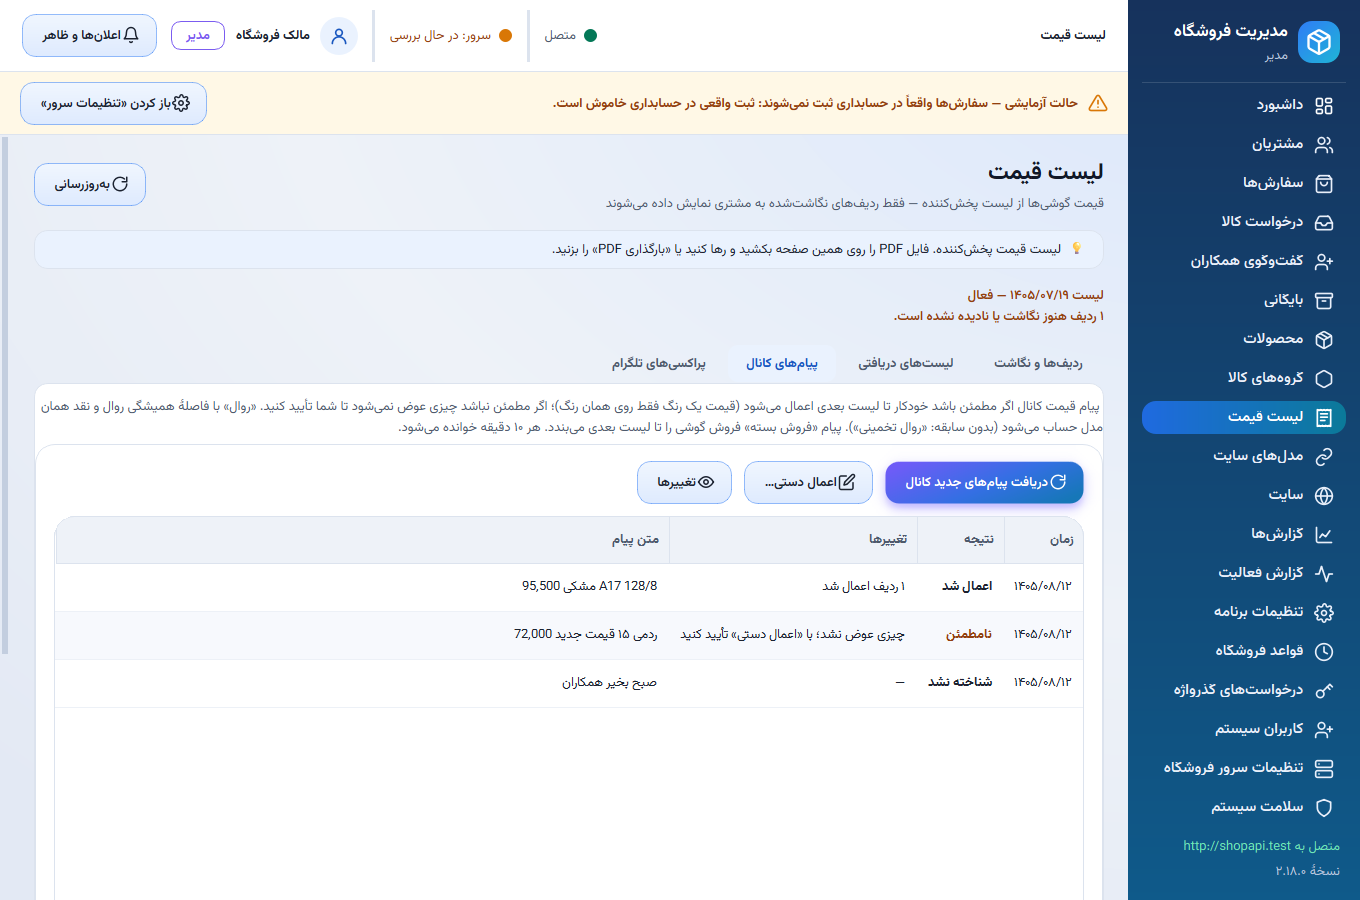 مدیریت فروشگاه
مدیر
داشبورد
مشتریان
سفارش‌ها
درخواست کالا
گفت‌وگوی همکاران
بایگانی
محصولات
گروه‌های کالا
لیست قیمت
مدل‌های سایت
سایت
گزارش‌ها
گزارش فعالیت
تنظیمات برنامه
قواعد فروشگاه
درخواست‌های گذرواژه
کاربران سیستم
تنظیمات سرور فروشگاه
سلامت سیستم
متصل به http://shopapi.test
نسخهٔ ۲.۱۸.۰
لیست قیمت
متصل
سرور: در حال بررسی
مالک فروشگاه
مدیر
اعلان‌ها و ظاهر
حالت آزمایشی — سفارش‌ها واقعاً در حسابداری ثبت نمی‌شوند: ثبت واقعی در حسابداری خاموش است.
باز کردن «تنظیمات سرور»
لیست قیمت
به‌روزرسانی
قیمت گوشی‌ها از لیست پخش‌کننده — فقط ردیف‌های نگاشت‌شده به مشتری نمایش داده می‌شوند
لیست قیمت پخش‌کننده. فایل PDF را روی همین صفحه بکشید و رها کنید یا «بارگذاری PDF» را بزنید.
لیست ۱۴۰۵/۰۷/۱۹ — فعال
۱ ردیف هنوز نگاشت یا نادیده نشده است.
ردیف‌ها و نگاشت
لیست‌های دریافتی
پیام‌های کانال
پراکسی‌های تلگرام
پیام قیمت کانال اگر مطمئن باشد خودکار تا لیست بعدی اعمال می‌شود (قیمت یک رنگ فقط روی همان رنگ)؛ اگر مطمئن نباشد چیزی عوض نمی‌شود تا شما تأیید کنید. «روال» با فاصلهٔ همیشگی روال و نقد همان
مدل حساب می‌شود (بدون سابقه: «روال تخمینی»). پیام «فروش بسته» فروش گوشی را تا لیست بعدی می‌بندد. هر ۱۰ دقیقه خوانده می‌شود.
دریافت پیام‌های جدید کانال
اعمال دستی...
تغییرها
زمان نتیجه تغییرها متن پیام
۱۴۰۵/۰۸/۱۲ اعمال شد ۱ ردیف اعمال شد A17 128/8 مشکی 95,500
۱۴۰۵/۰۸/۱۲ نامطمئن چیزی عوض نشد؛ با «اعمال دستی» تأیید کنید ردمی ۱۵ قیمت جدید 72,000
۱۴۰۵/۰۸/۱۲ شناخته نشد — صبح بخیر همکاران